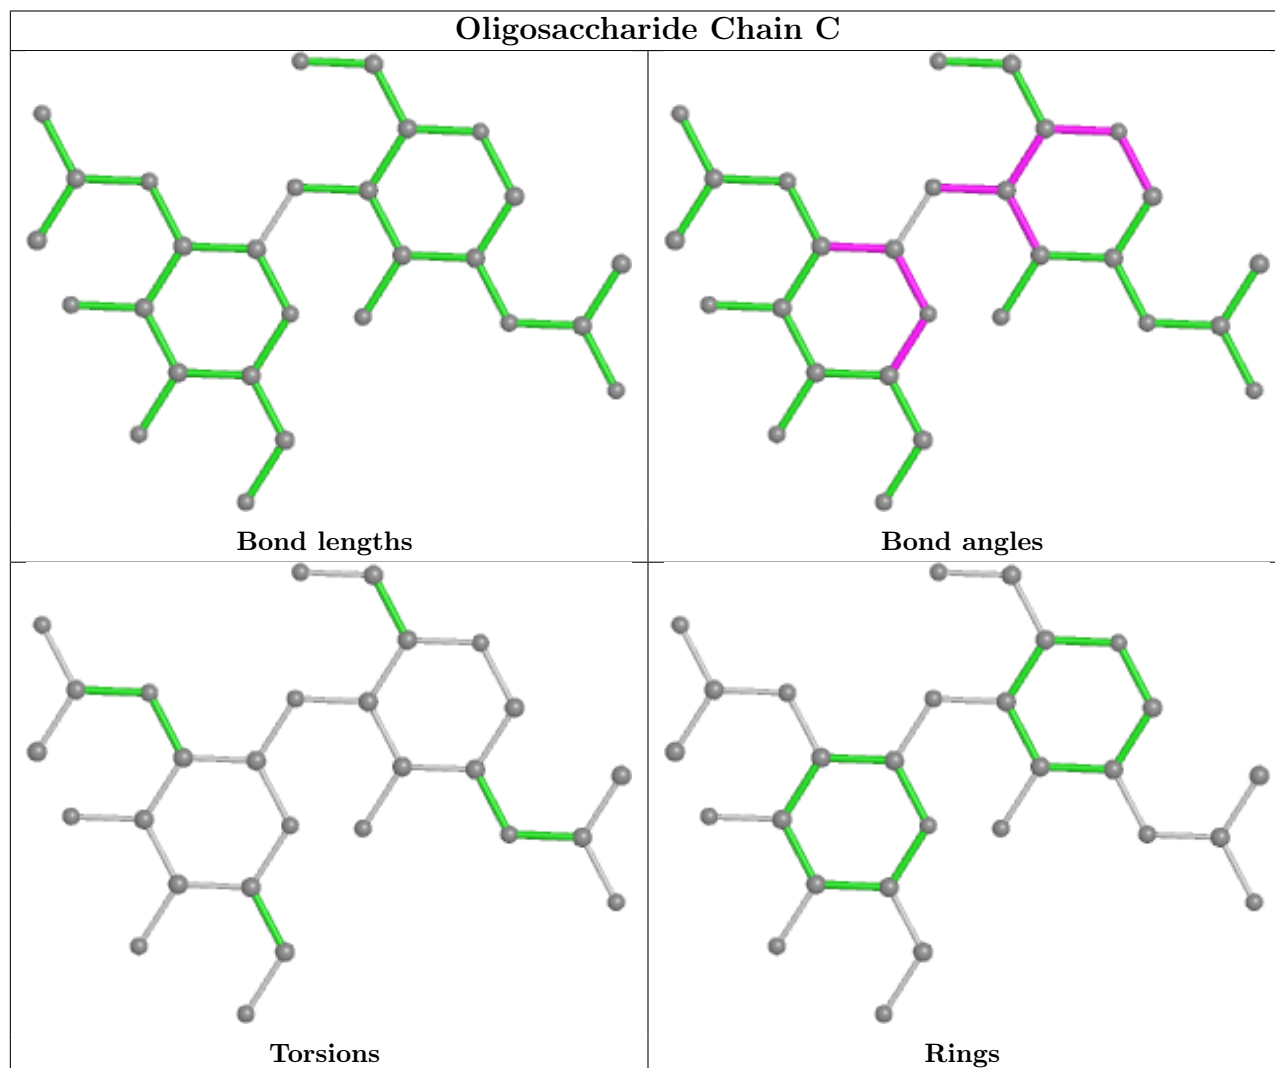 Oligosaccharide Chain C
Bond lengths
Bond angles
Torsions
Rings